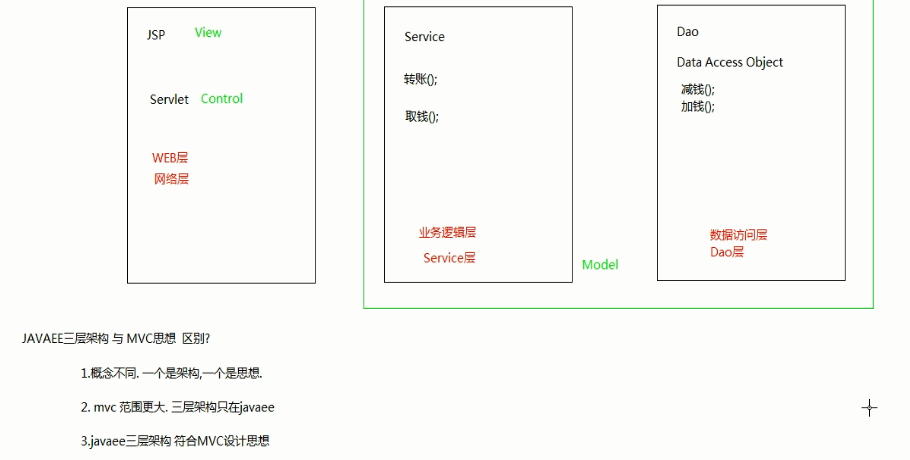 JSP View
Servlet Control
WEB层
网络层
Service
转账();
取钱();
业务逻辑层
Service层
Model
Dao
Data Access Object
减钱();
加钱();
数据访问层
Dao层
JAVAEE三层架构 与 MVC思想 区别?
1.概念不同. 一个是架构,一个是思想.
2. mvc 范围更大. 三层架构只在javaee
3.javaee三层架构 符合MVC设计思想